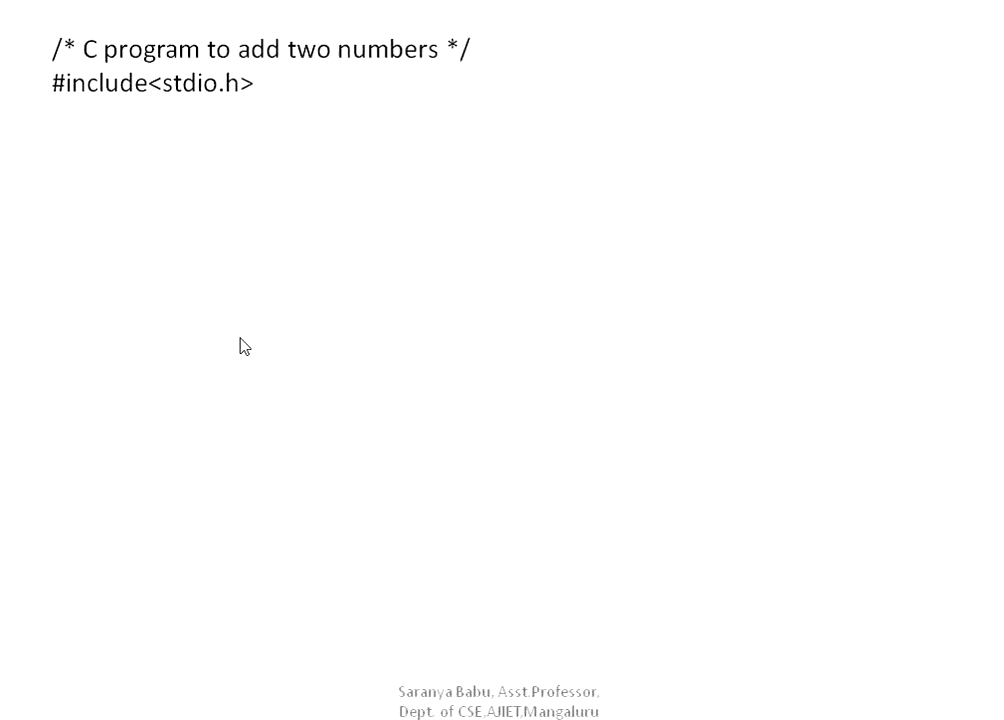 /* C program to add two numbers */
#include<stdio.h>
Saranya Babu, Asst.Professor,
Dept. of CSE,AJIET,Mangaluru